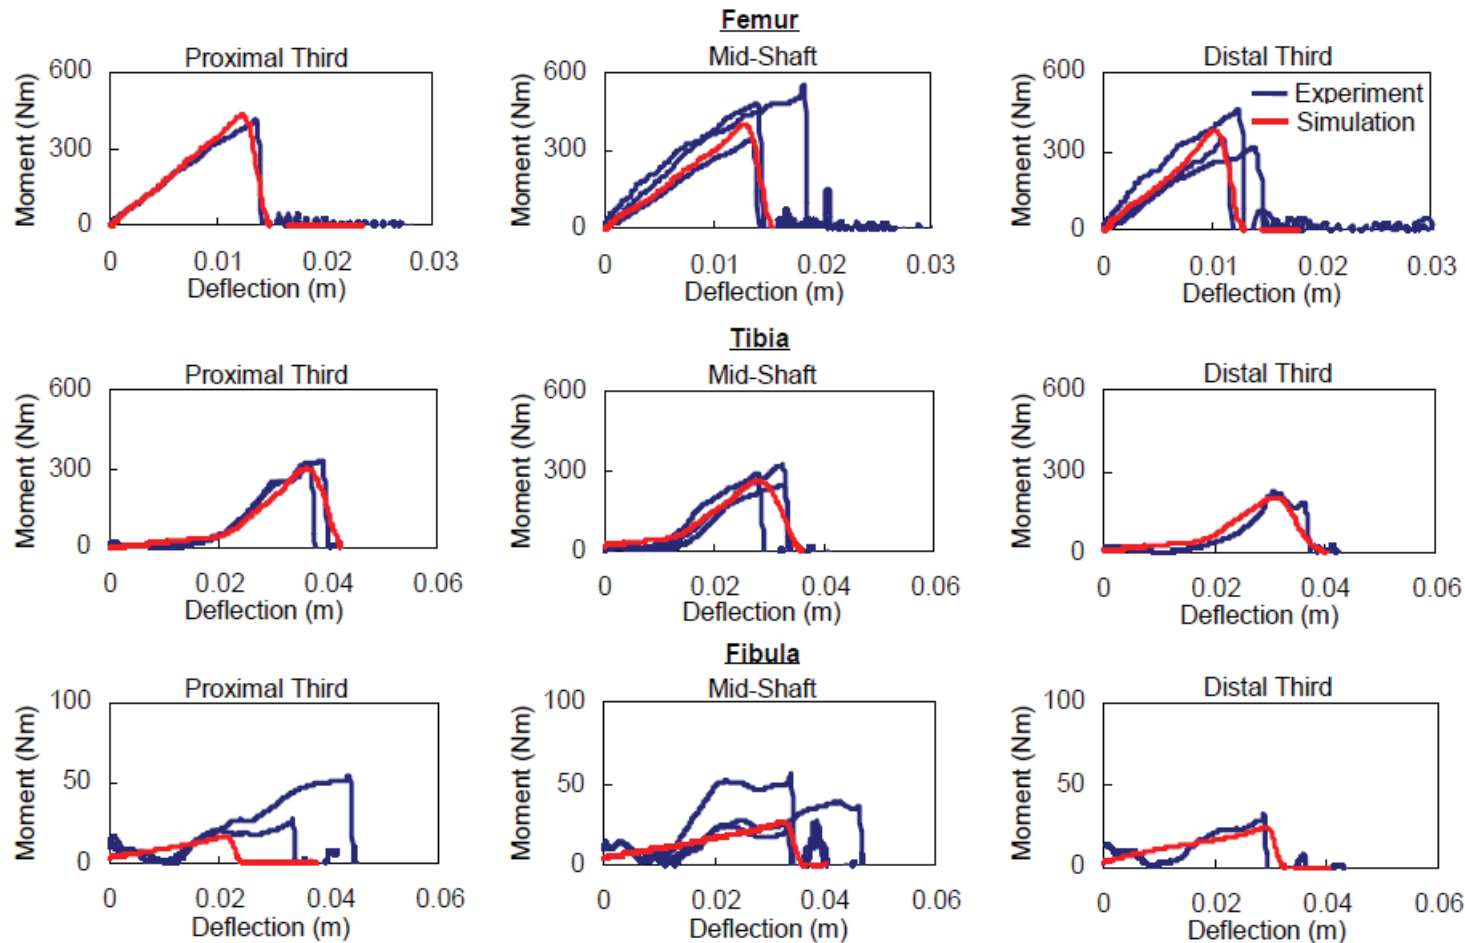 Femur
Proximal Third
Mid-Shaft
Distal Third
600
300
0
Moment (Nm)
0 0.01 0.02 0.03
Deflection (m)
600
300
0
Moment (Nm)
0 0.01 0.02 0.03
Deflection (m)
600
300
0
Moment (Nm)
Experiment
Simulation
0 0.01 0.02 0.03
Deflection (m)
Tibia
Proximal Third
Mid-Shaft
Distal Third
600
300
0
Moment (Nm)
0 0.02 0.04 0.06
Deflection (m)
600
300
0
Moment (Nm)
0 0.02 0.04 0.06
Deflection (m)
600
300
0
Moment (Nm)
0 0.02 0.04 0.06
Deflection (m)
Fibula
Proximal Third
Mid-Shaft
Distal Third
100
50
0
Moment (Nm)
0 0.02 0.04 0.06
Deflection (m)
100
50
0
Moment (Nm)
0 0.02 0.04 0.06
Deflection (m)
100
50
0
Moment (Nm)
0 0.02 0.04 0.06
Deflection (m)